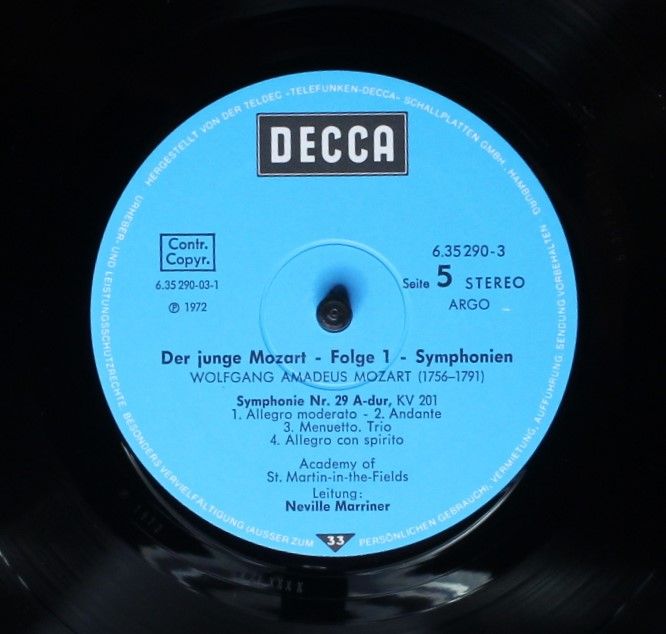 HERGESTELLT VON DER TELDEC »TELEFUNKEN-DECCA« SCHALLPLATTEN GMBH · HAMBURG
URHEBER- UND LEISTUNGSSCHUTZRECHTE BESONDERS VERVIELFÄLTIGUNG (AUSSER ZUM PERSÖNLICHEN GEBRAUCH), VERMIETUNG, AUFFÜHRUNG, SENDUNG VORBEHALTEN
DECCA
Contr.
Copyr.
6.35 290-03-1
℗ 1972
6.35 290-3
Seite 5 STEREO
ARGO
Der junge Mozart - Folge 1 - Symphonien
WOLFGANG AMADEUS MOZART (1756-1791)
Symphonie Nr. 29 A-dur, KV 201
1. Allegro moderato - 2. Andante
3. Menuetto. Trio
4. Allegro con spirito
Academy of
St. Martin-in-the-Fields
Leitung:
Neville Marriner
33